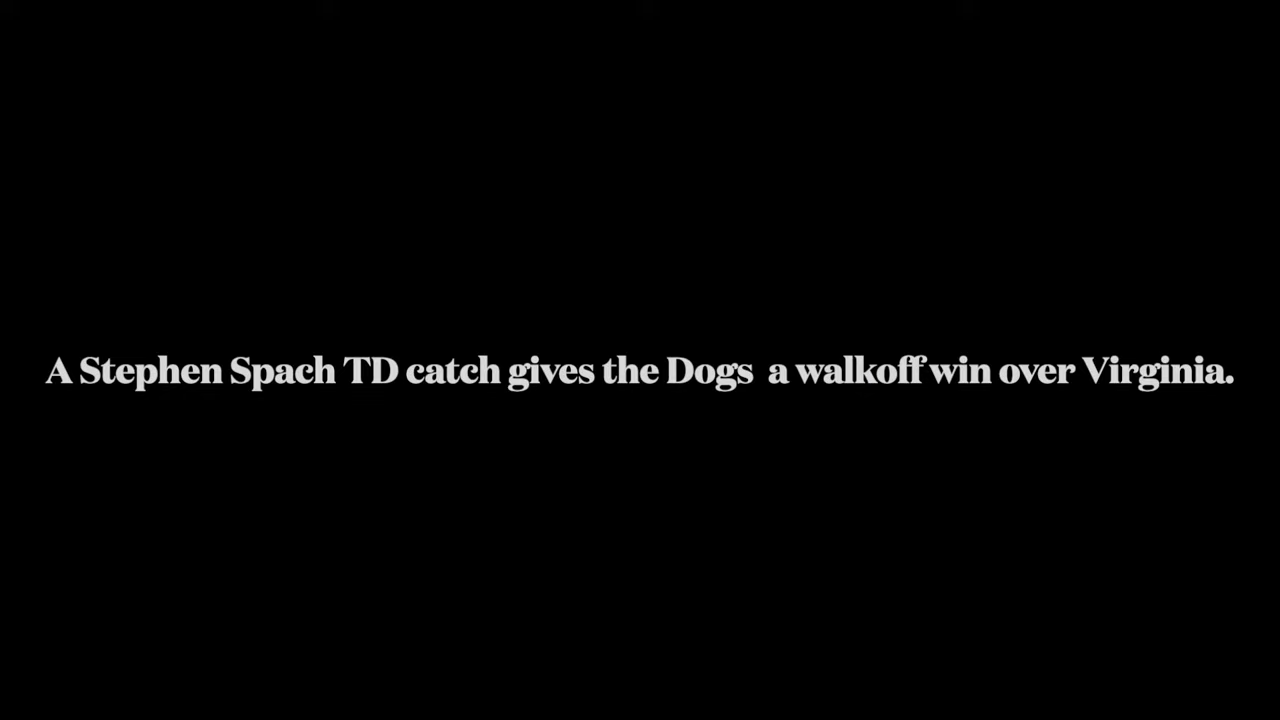 A Stephen Spach TD catch gives the Dogs  a walkoff win over Virginia.